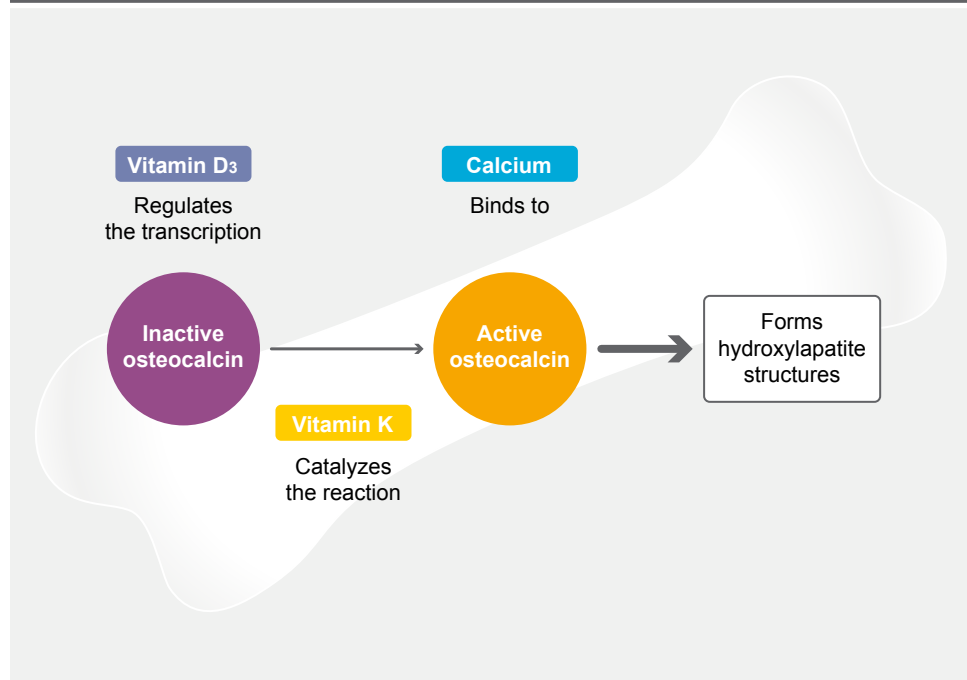 Vitamin D₃
Regulates
the transcription
Calcium
Binds to
Inactive
osteocalcin
Active
osteocalcin
Forms
hydroxylapatite
structures
Vitamin K
Catalyzes
the reaction